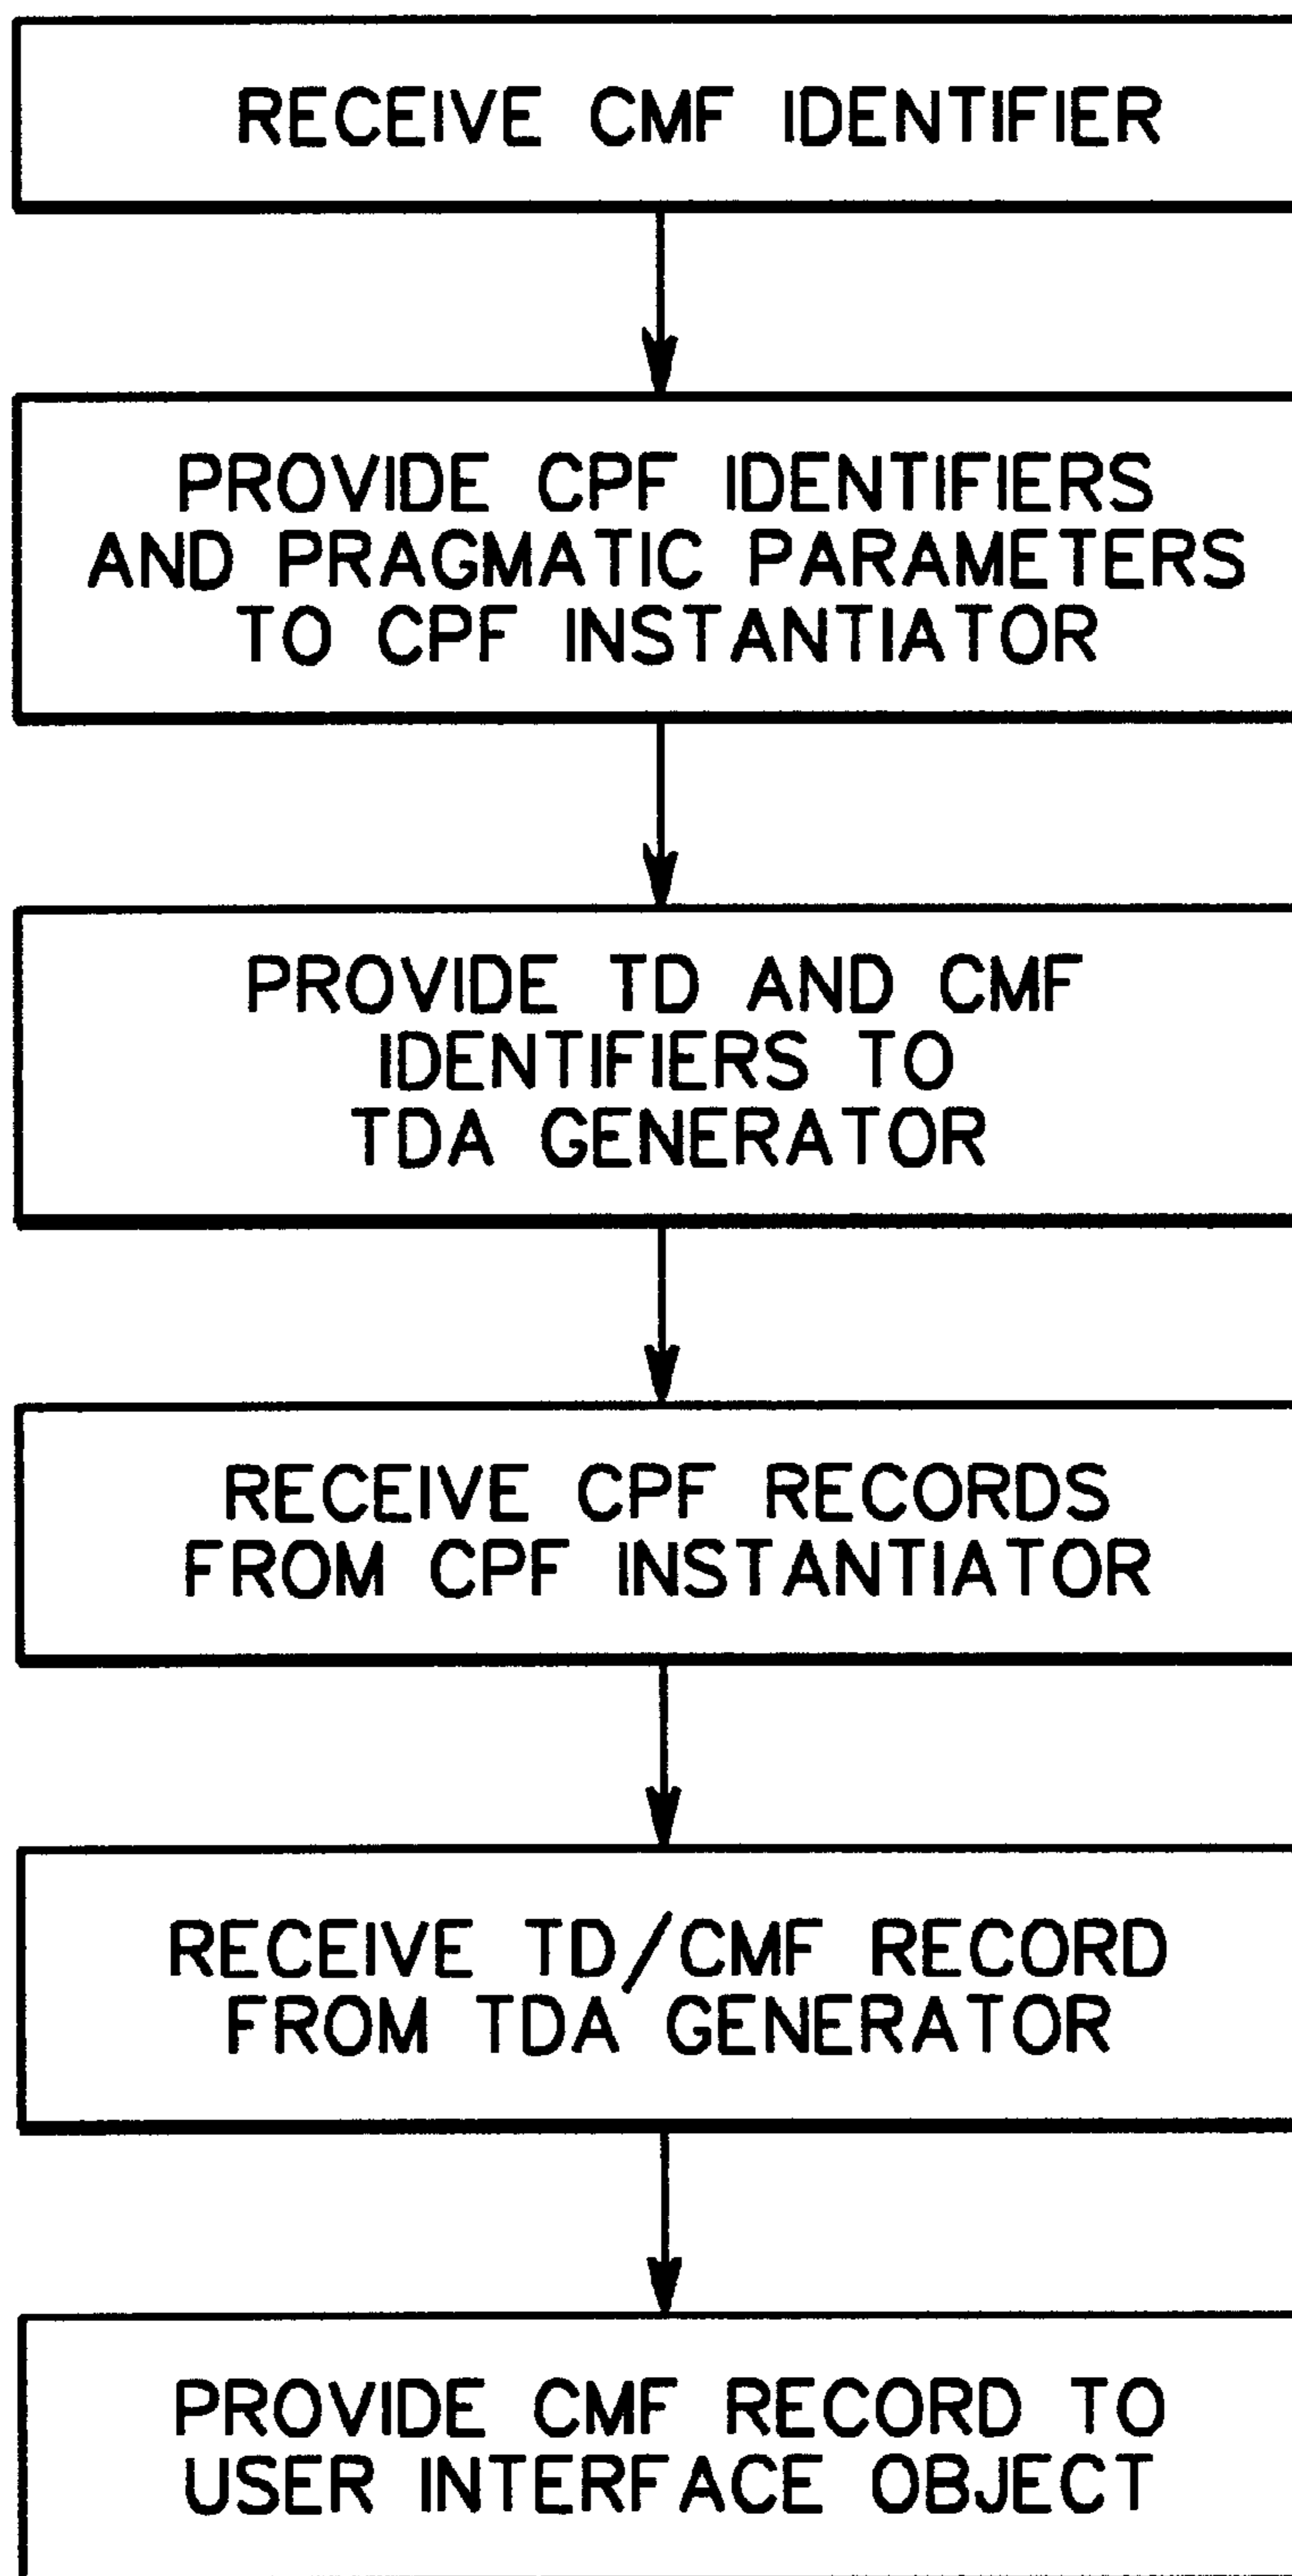 RECEIVE CMF IDENTIFIER
PROVIDE CPF IDENTIFIERS
AND PRAGMATIC PARAMETERS
TO CPF INSTANTIATOR
PROVIDE TD AND CMF
IDENTIFIERS TO
TDA GENERATOR
RECEIVE CPF RECORDS
FROM CPF INSTANTIATOR
RECEIVE TD/CMF RECORD
FROM TDA GENERATOR
PROVIDE CMF RECORD TO
USER INTERFACE OBJECT